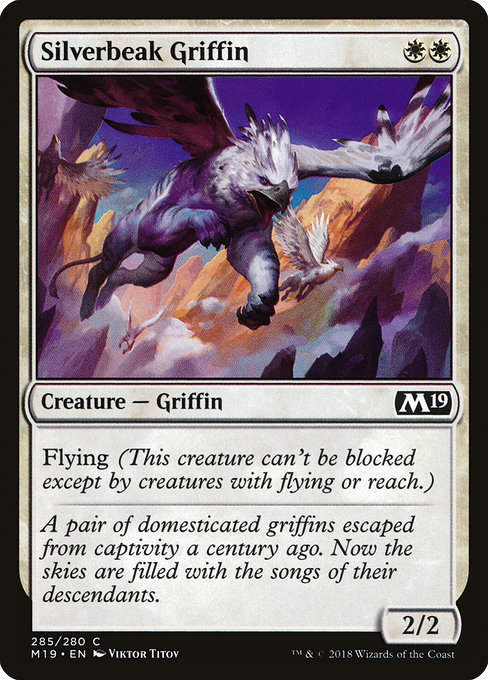 Silverbeak Griffin
Creature — Griffin
M19
Flying (This creature can't be blocked
except by creatures with flying or reach.)
A pair of domesticated griffins escaped
from captivity a century ago. Now the
skies are filled with the songs of their
descendants.
2/2
285/280 C
M19 • EN Viktor Titov
™ & © 2018 Wizards of the Coast